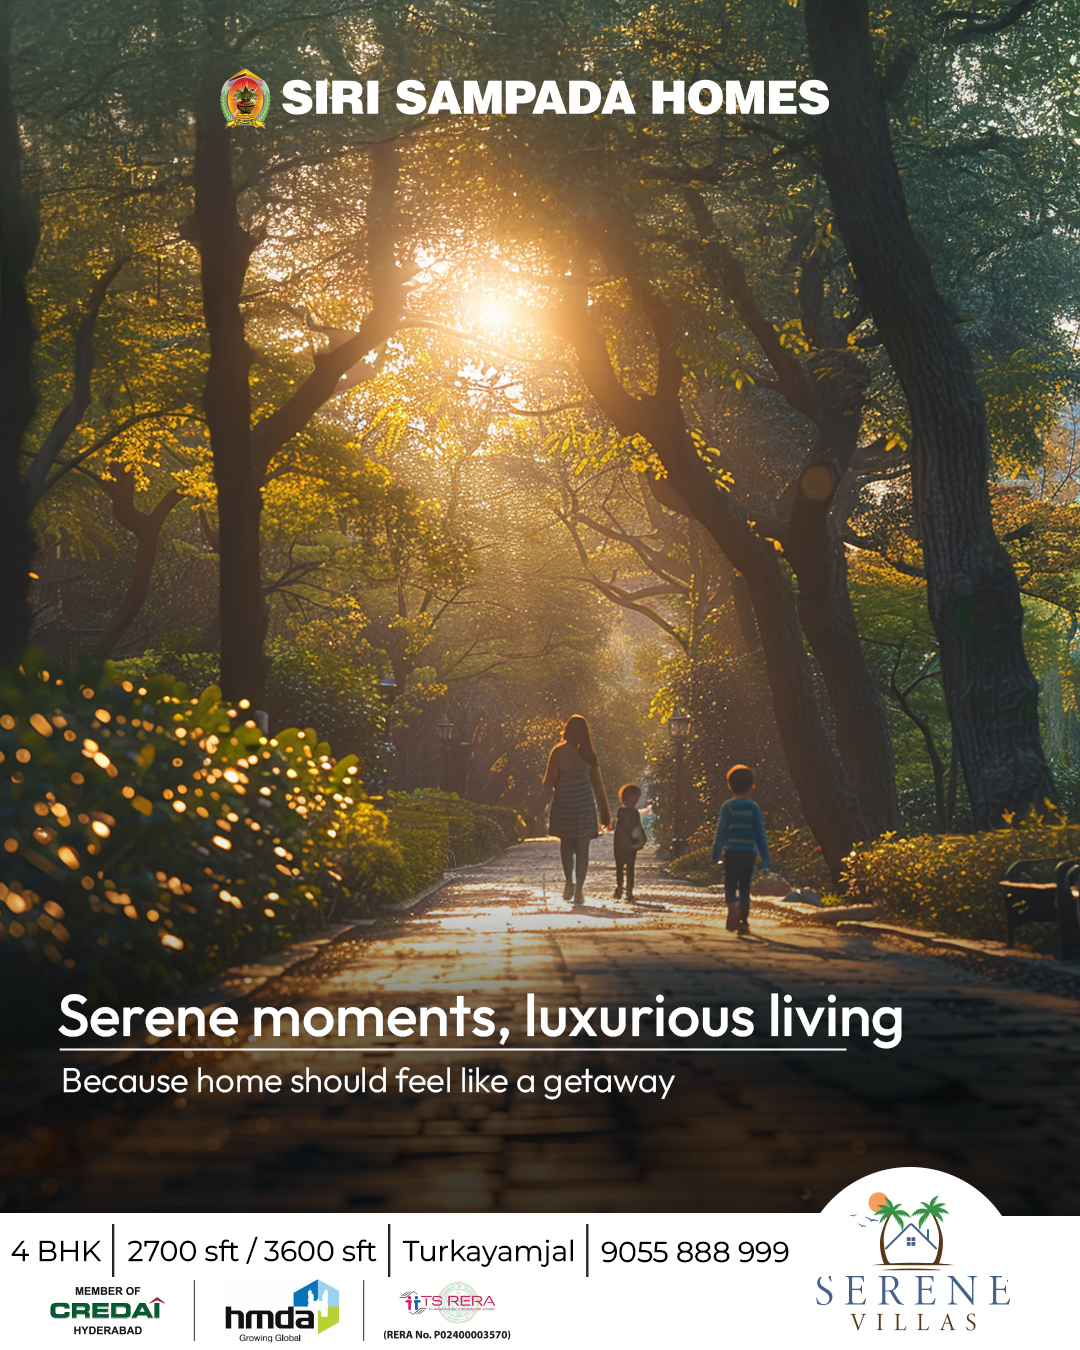 SIRI SAMPADA HOMES
Serene moments, luxurious living
Because home should feel like a getaway
4 BHK | 2700 sft / 3600 sft | Turkayamjal | 9055 888 999
MEMBER OF
CREDAI
HYDERABAD
hmda
Growing Global
TS RERA
(RERA No. P02400003570)
SERENE
VILLAS